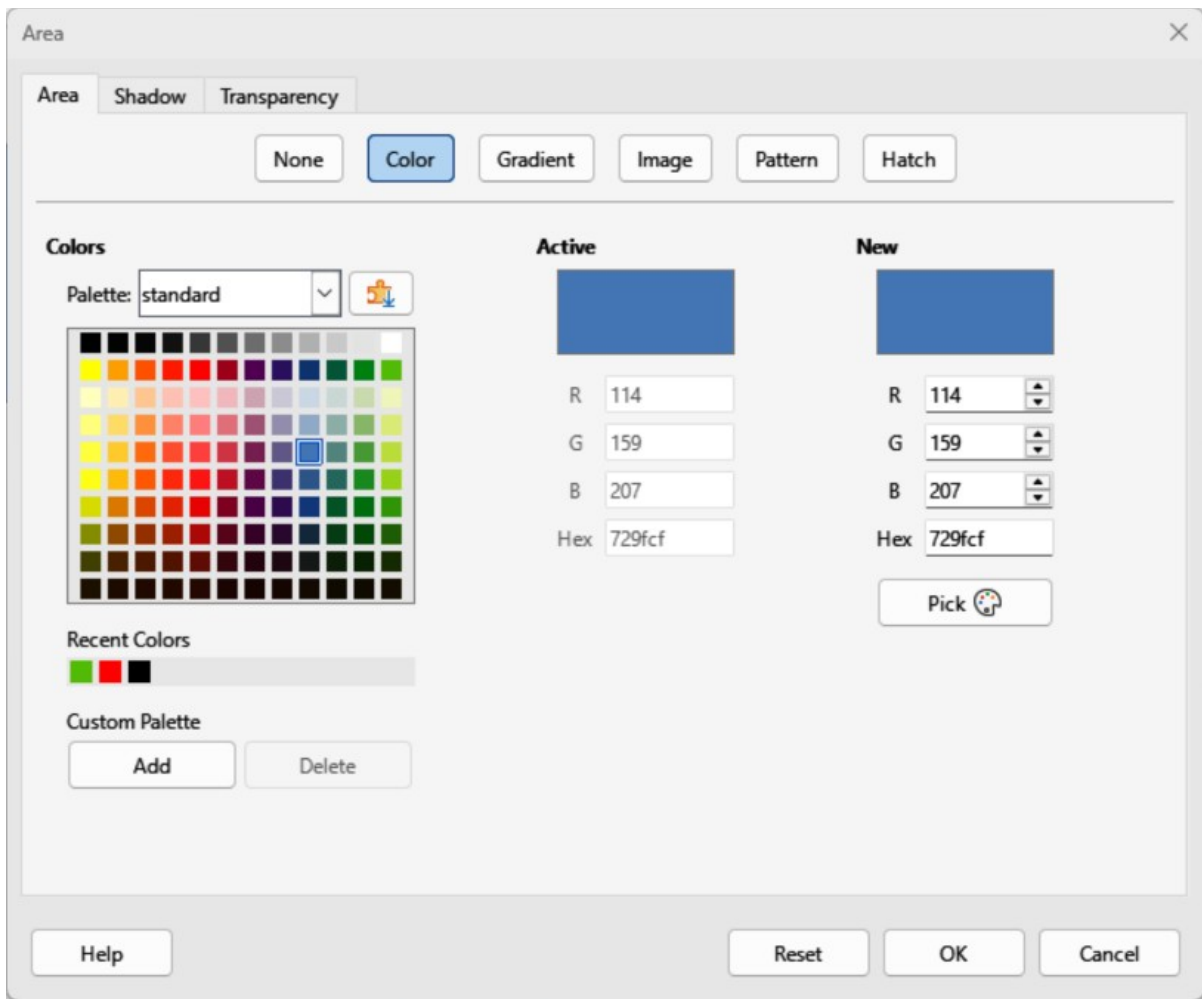 Area
Area Shadow Transparency
None Color Gradient Image Pattern Hatch
Colors
Palette: standard
Recent Colors
Custom Palette
Add Delete
Active
R 114
G 159
B 207
Hex 729fcf
New
R 114
G 159
B 207
Hex 729fcf
Pick
Help Reset OK Cancel